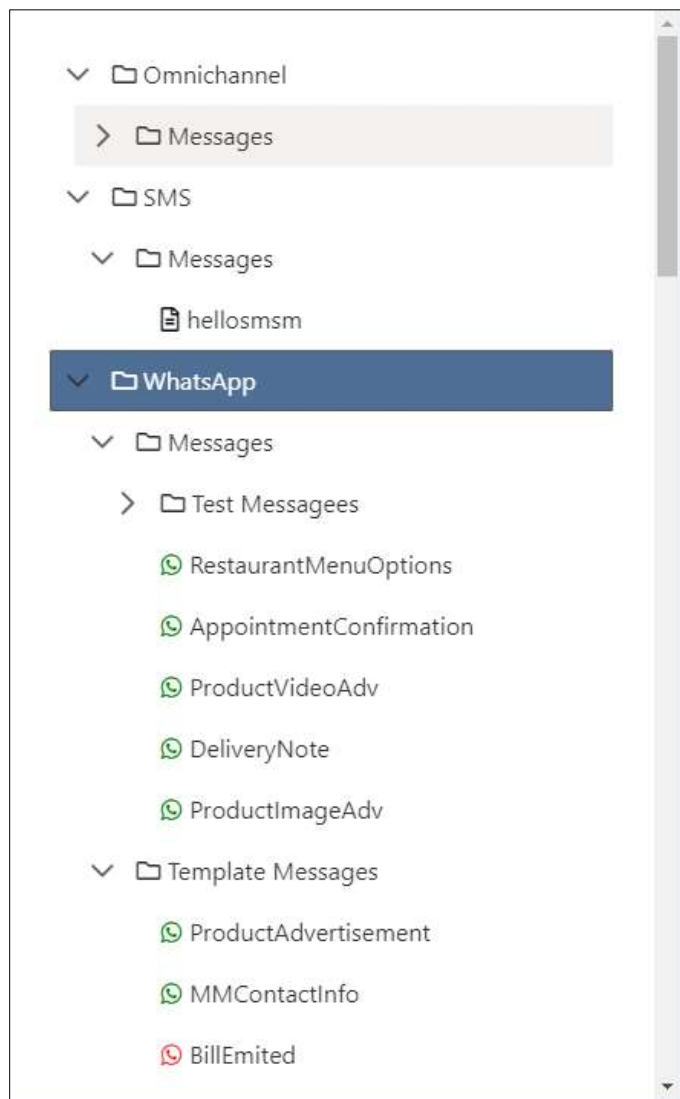 Omnichannel
Messages
SMS
Messages
hellosmsm
WhatsApp
Messages
Test Messagees
RestaurantMenuOptions
AppointmentConfirmation
ProductVideoAdv
DeliveryNote
ProductImageAdv
Template Messages
ProductAdvertisement
MMContactInfo
BillEmited